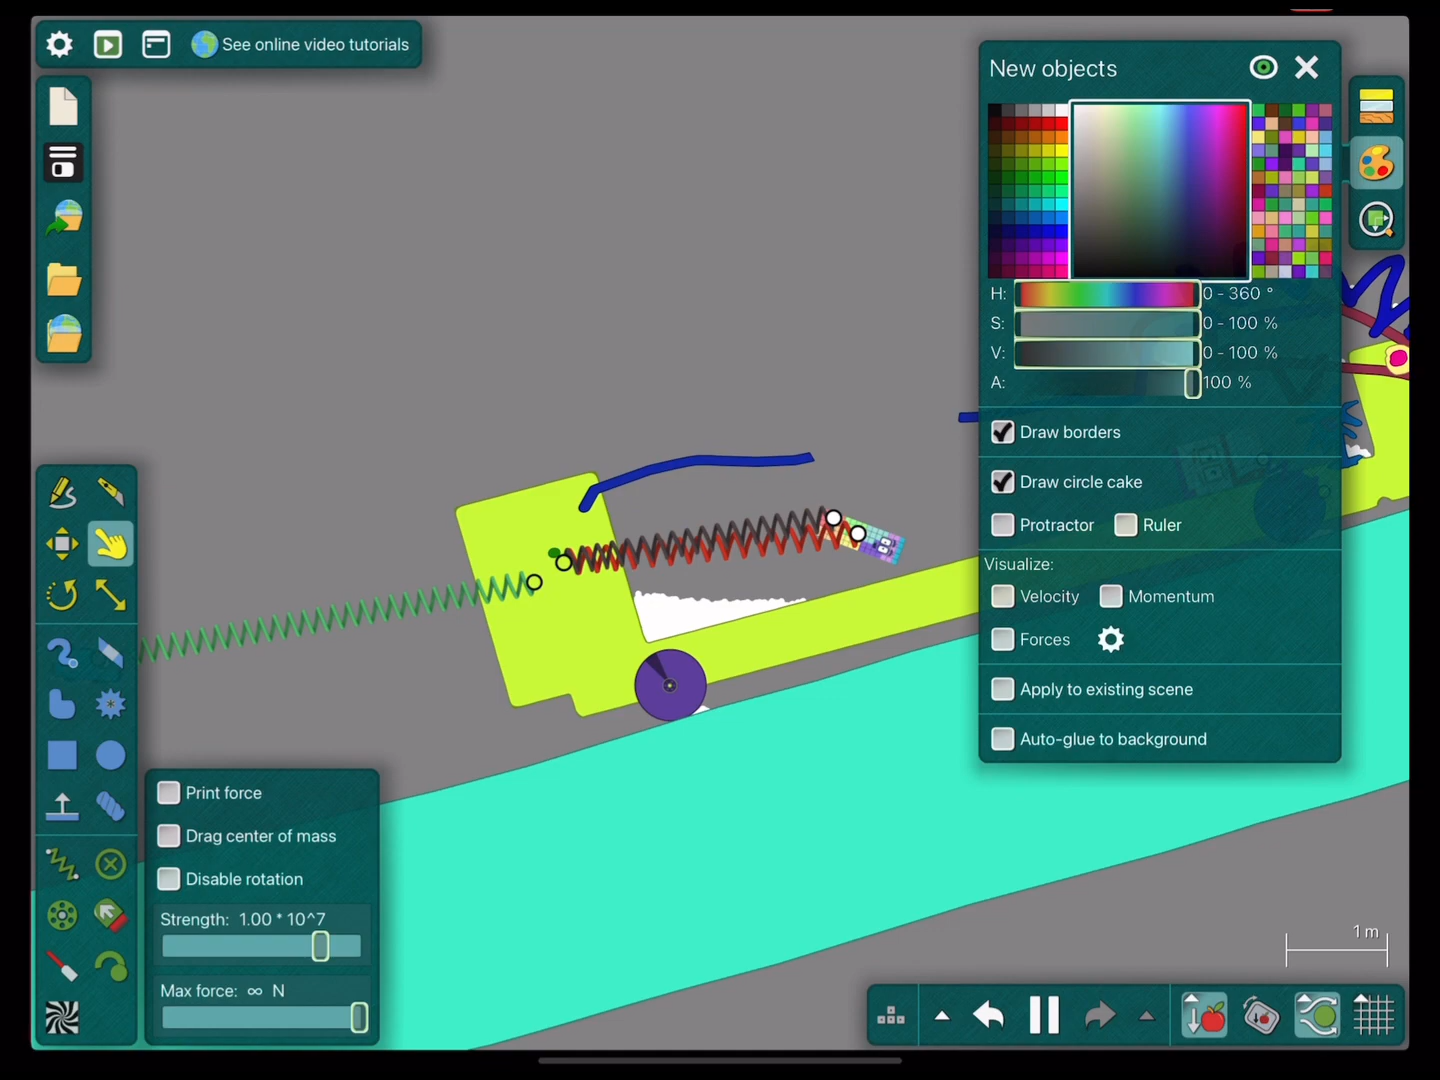 See online video tutorials
New objects
H: 0 - 360 °
S: 0 - 100 %
V: 0 - 100 %
A: 100 %
Draw borders
Draw circle cake
Protractor Ruler
Visualize:
Velocity Momentum
Forces
Apply to existing scene
Auto-glue to background
Print force
Drag center of mass
Disable rotation
Strength: 1.00 * 10^7
Max force: ∞ N
1 m